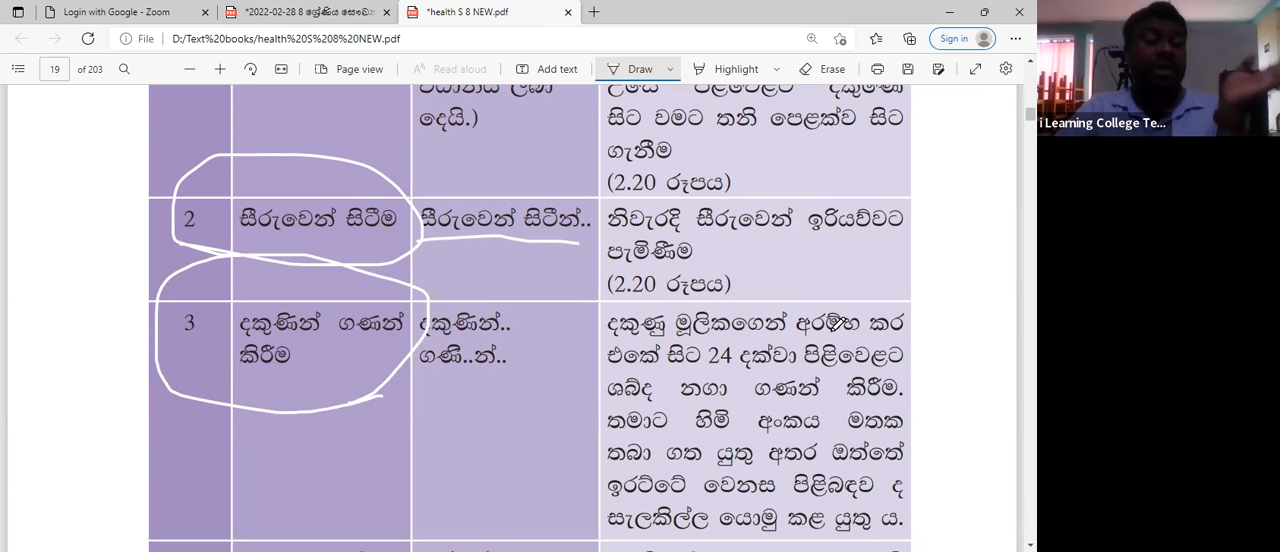 Login with Google - Zoom
*2022-02-28 8 ශ්‍රේණිය සෞඛ්‍ය
*health S 8 NEW.pdf
File
D:/Text%20books/health%20S%208%20NEW.pdf
Sign in
19 of 203
Page view
Read aloud
Add text
Draw
Highlight
Erase
i Learning College Te...
දෙයි.)
සිට වමට තනි පෙළක්ව සිට
ගැනීම
(2.20 රූපය)
2
සීරුවෙන් සිටීම
සීරුවෙන් සිටීන්..
නිවැරදි සීරුවෙන් ඉරියව්වට
පැමිණීම
(2.20 රූපය)
3
දකුණින් ගණන්
කිරීම
දකුණින්..
ගණි..න්..
දකුණු මූලිකගෙන් අරම්භ කර
එකේ සිට 24 දක්වා පිළිවෙළට
ශබ්ද නගා ගණන් කිරීම.
තමාට හිමි අංකය මතක
තබා ගත යුතු අතර ඔත්තේ
ඉරට්ටේ වෙනස පිළිබඳව ද
සැලකිල්ල යොමු කළ යුතු ය.